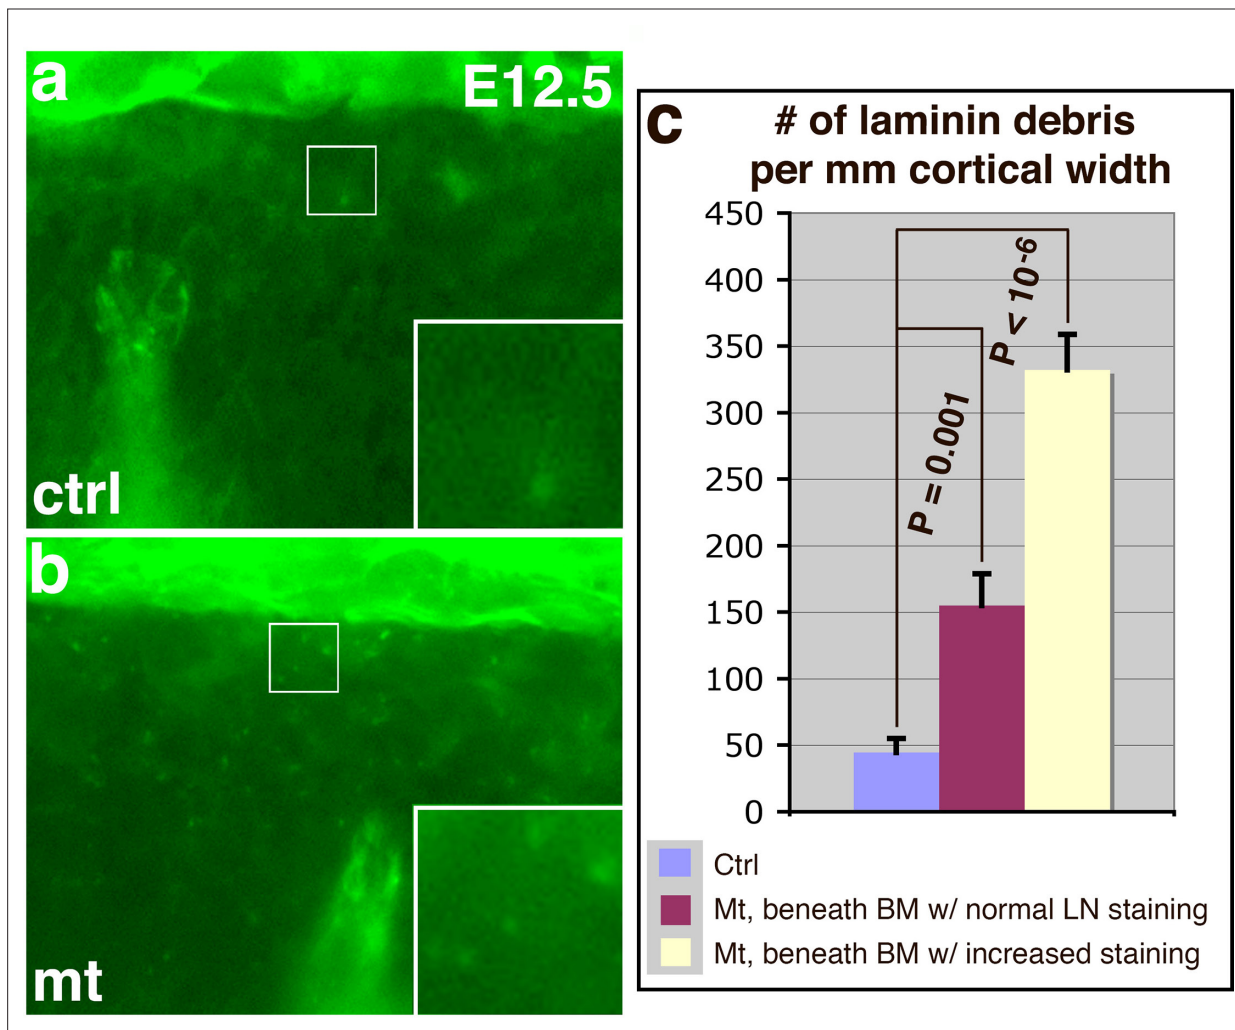 a
E12.5
ctrl
b
mt
c
# of laminin debris
per mm cortical width
450
400
350
300
250
200
150
100
50
0
P = 0.001
P < 10-6
Ctrl
Mt, beneath BM w/ normal LN staining
Mt, beneath BM w/ increased staining